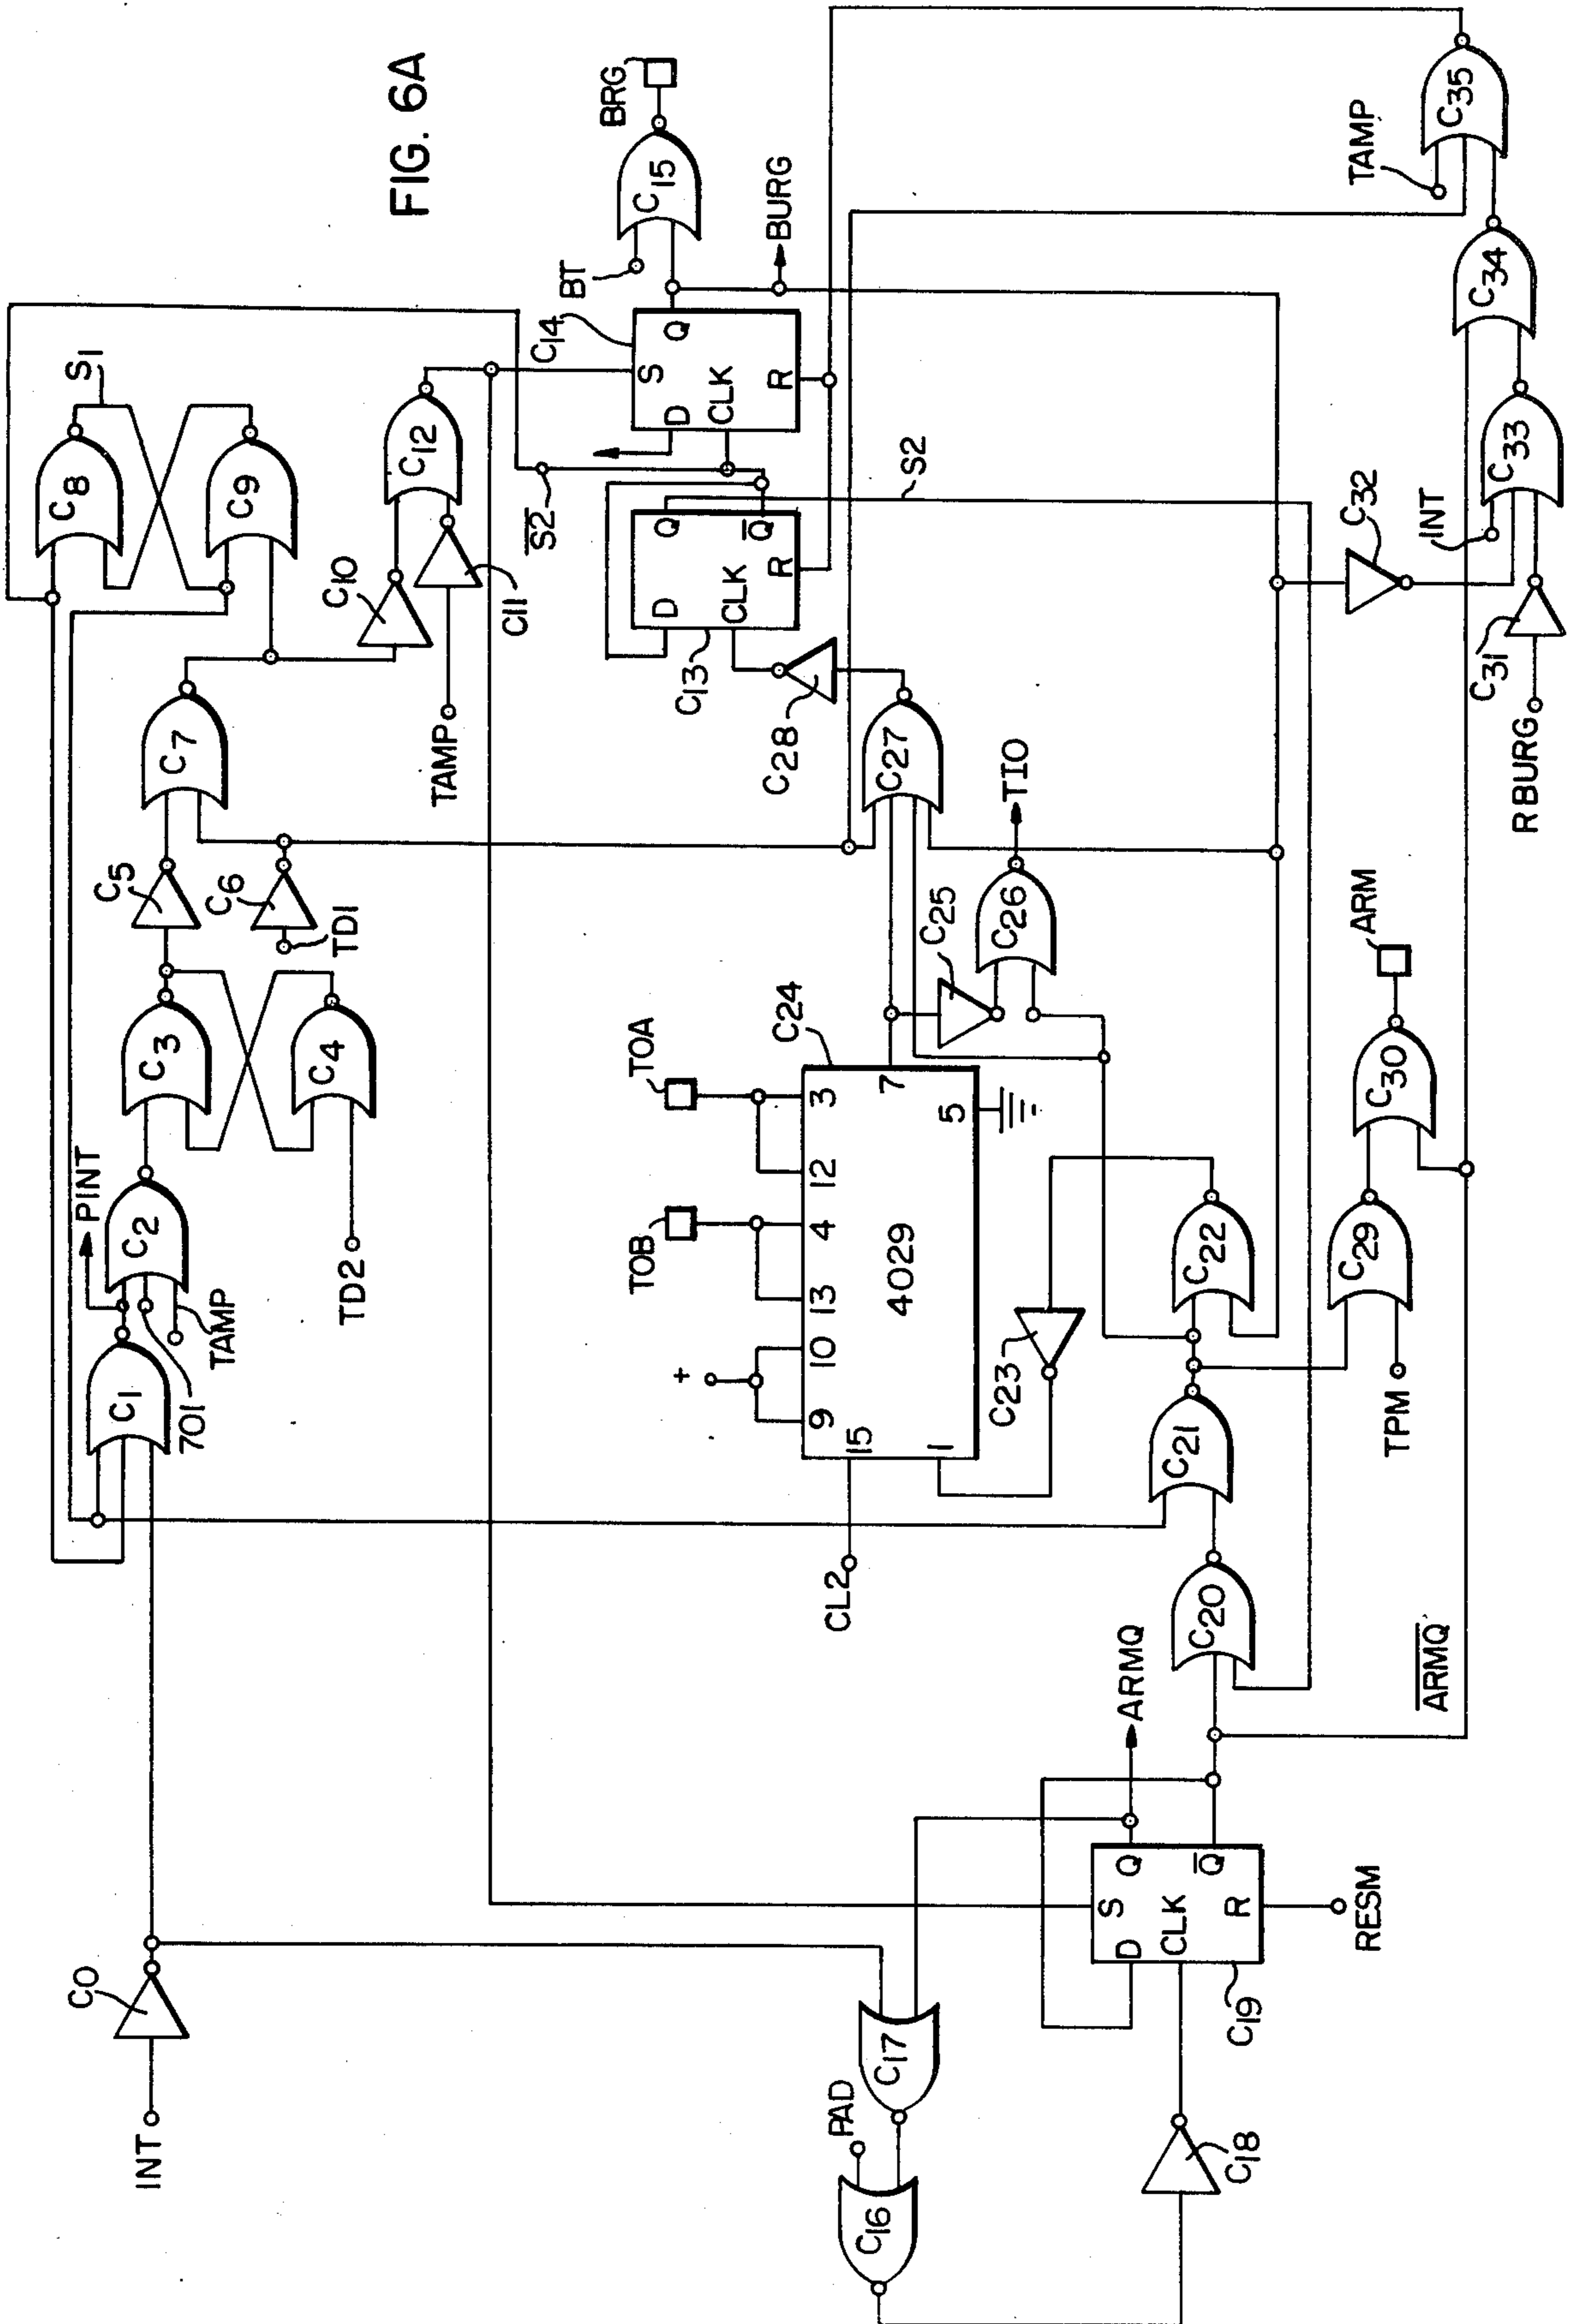 FIG. 6A
S1
C8
C9
C10
C12
C11
TAMP
C7
C5
C6
TD1
C3
C4
PINT
C2
701
TAMP
TD2
C1
C0
INT
BRG
C15
BT
BURG
C14
S
Q
D
CLK
R
S2
S2
Q
Q
D
CLK
R
C13
C28
C27
TIO
C25
C26
C24
TOA
TOB
+
3
12
4
13
10
9
15
7
5
1
4029
CL2
C23
C22
C21
C20
TPM
C29
C30
ARM
ARMQ
ARMQ
S
Q
D
CLK
Q
R
C19
RESM
C17
PAD
C16
C18
TAMP
C35
C34
C33
C32
INT
C31
RBURG